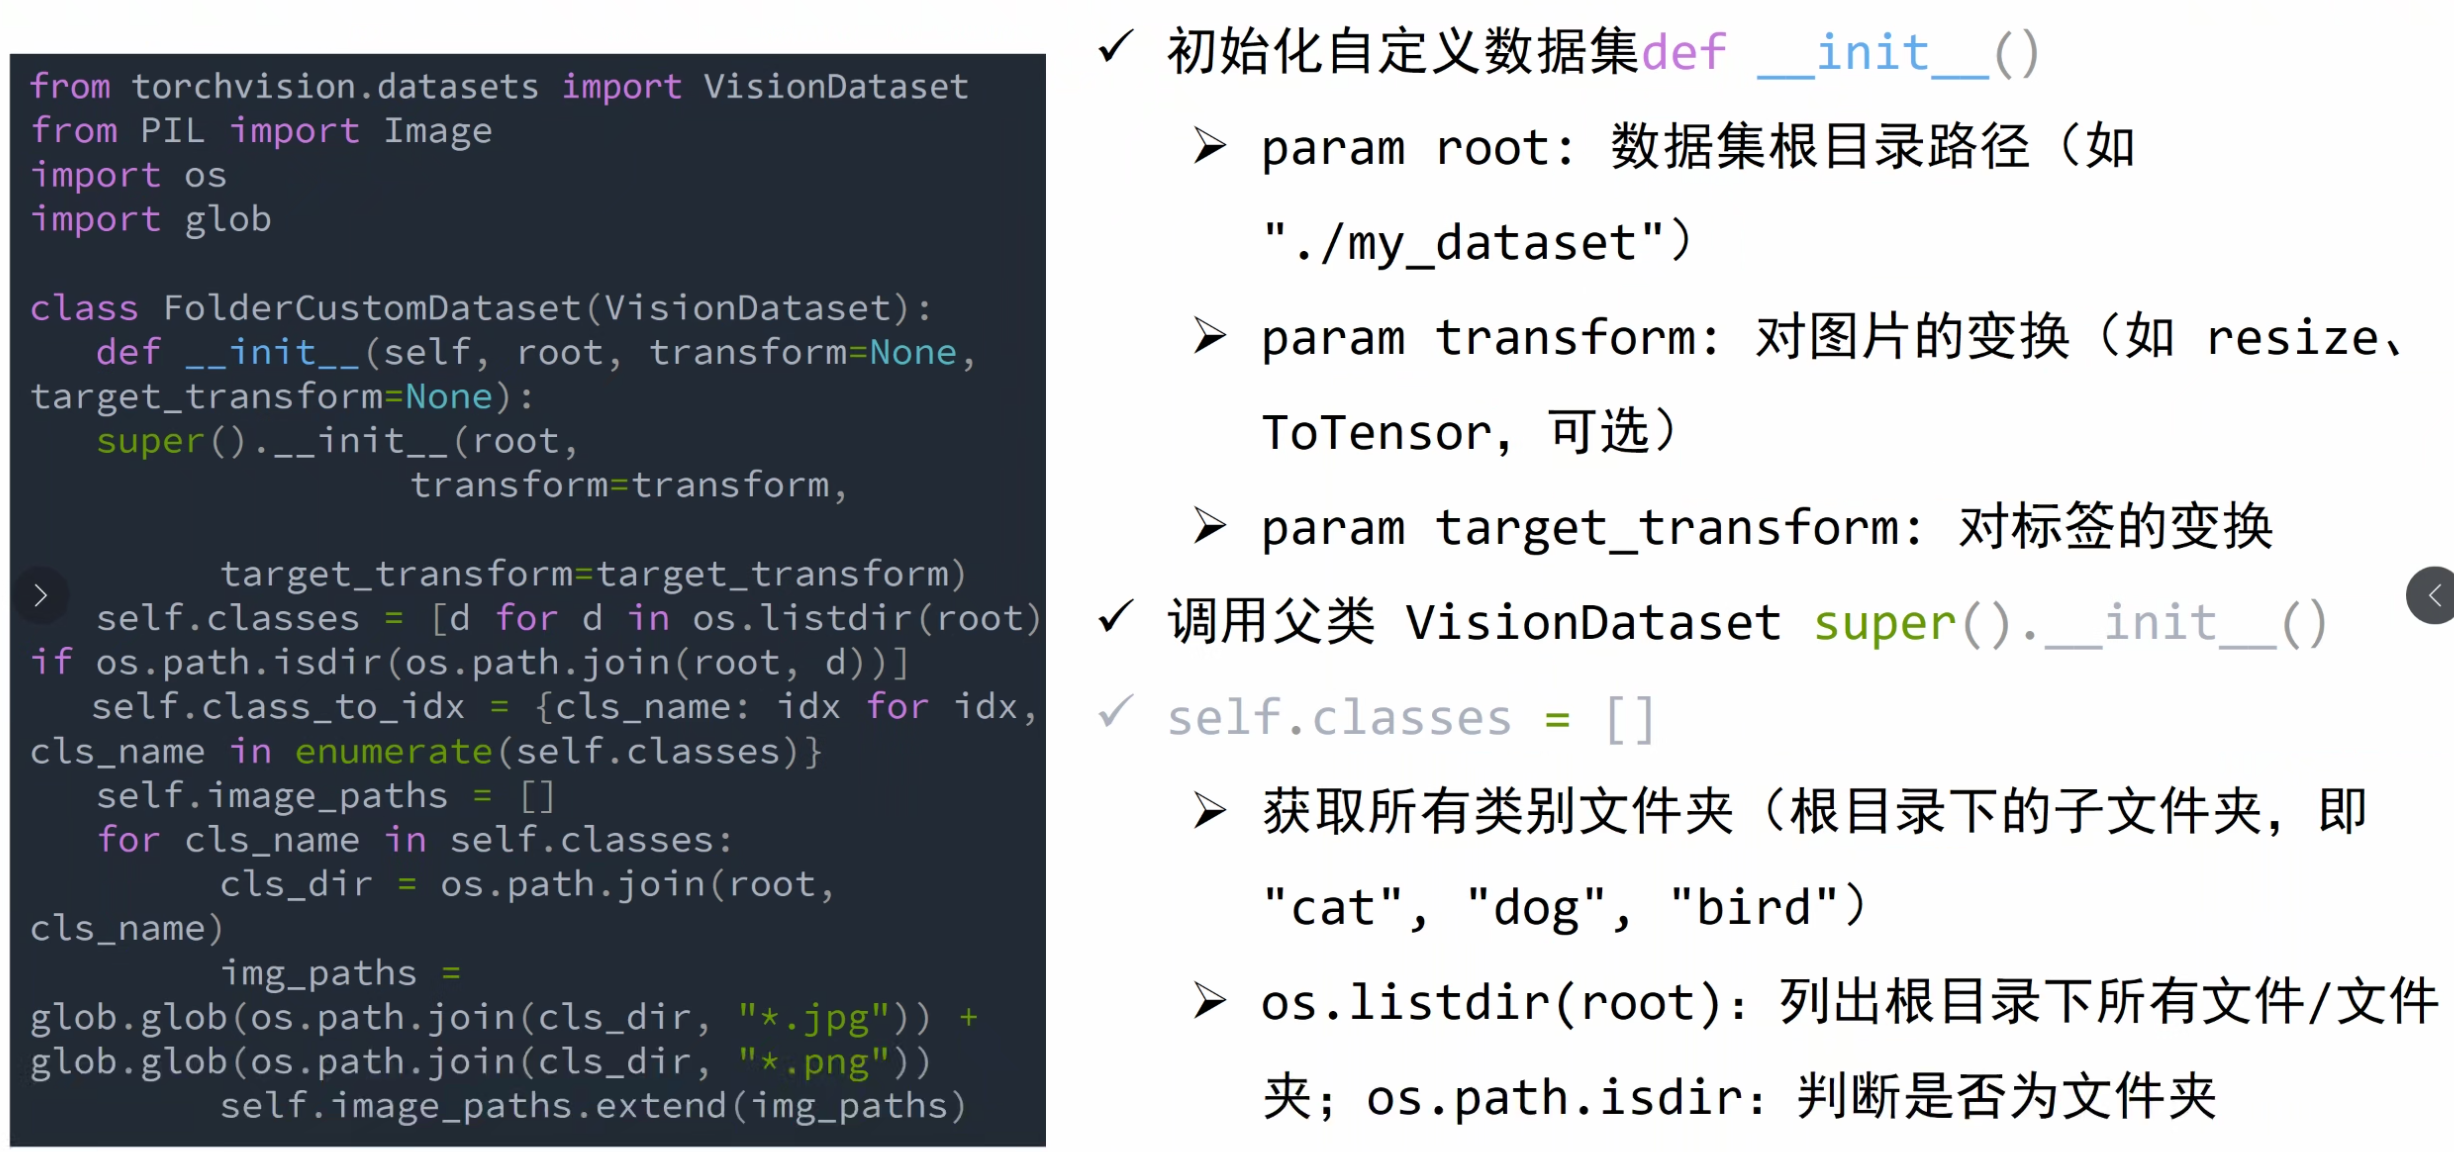 from torchvision.datasets import VisionDataset
from PIL import Image
import os
import glob
class FolderCustomDataset(VisionDataset):
def __init__(self, root, transform=None,
target_transform=None):
super().__init__(root,
transform=transform,
target_transform=target_transform)
self.classes = [d for d in os.listdir(root)
if os.path.isdir(os.path.join(root, d))]
self.class_to_idx = {cls_name: idx for idx,
cls_name in enumerate(self.classes)}
self.image_paths = []
for cls_name in self.classes:
cls_dir = os.path.join(root,
cls_name)
img_paths =
glob.glob(os.path.join(cls_dir, "*.jpg")) +
glob.glob(os.path.join(cls_dir, "*.png"))
self.image_paths.extend(img_paths)
✓ 初始化自定义数据集def __init__()
➢ param root: 数据集根目录路径（如
"./my_dataset"）
➢ param transform: 对图片的变换（如 resize、
ToTensor，可选）
➢ param target_transform: 对标签的变换
✓ 调用父类 VisionDataset super().__init__()
✓ self.classes = []
➢ 获取所有类别文件夹（根目录下的子文件夹，即
"cat", "dog", "bird"）
➢ os.listdir(root)：列出根目录下所有文件/文件
夹；os.path.isdir：判断是否为文件夹